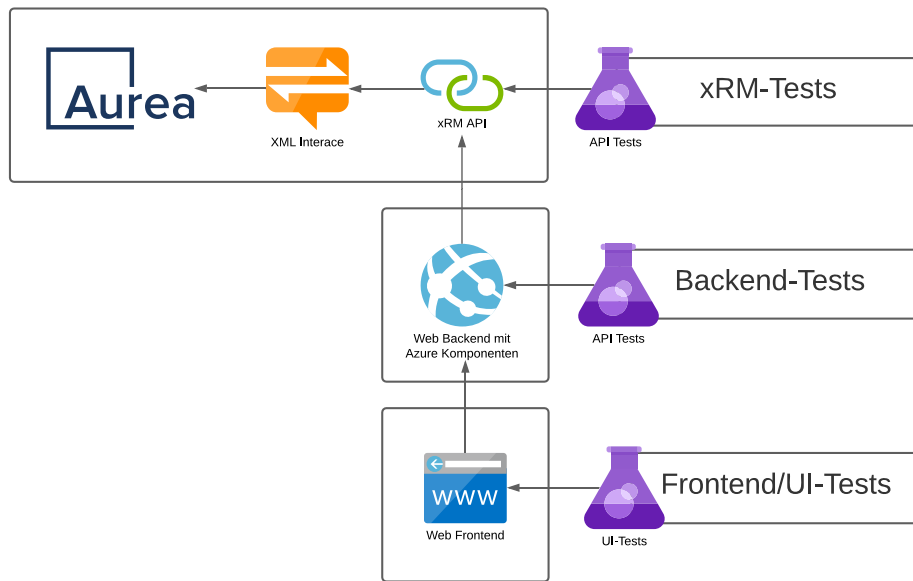 Aurea
XML Interace
xRM API
API Tests
xRM-Tests
Web Backend mit
Azure Komponenten
API Tests
Backend-Tests
WWW
Web Frontend
UI-Tests
Frontend/UI-Tests